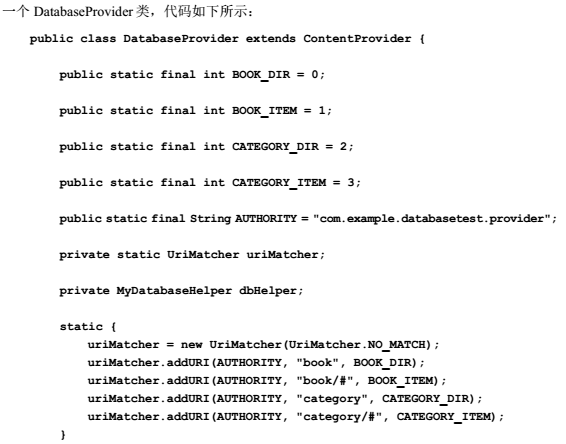 一个 DatabaseProvider 类，代码如下所示：
public class DatabaseProvider extends ContentProvider {
public static final int BOOK_DIR = 0;
public static final int BOOK_ITEM = 1;
public static final int CATEGORY_DIR = 2;
public static final int CATEGORY_ITEM = 3;
public static final String AUTHORITY = "com.example.databasetest.provider";
private static UriMatcher uriMatcher;
private MyDatabaseHelper dbHelper;
static {
uriMatcher = new UriMatcher(UriMatcher.NO_MATCH);
uriMatcher.addURI(AUTHORITY, "book", BOOK_DIR);
uriMatcher.addURI(AUTHORITY, "book/#", BOOK_ITEM);
uriMatcher.addURI(AUTHORITY, "category", CATEGORY_DIR);
uriMatcher.addURI(AUTHORITY, "category/#", CATEGORY_ITEM);
}